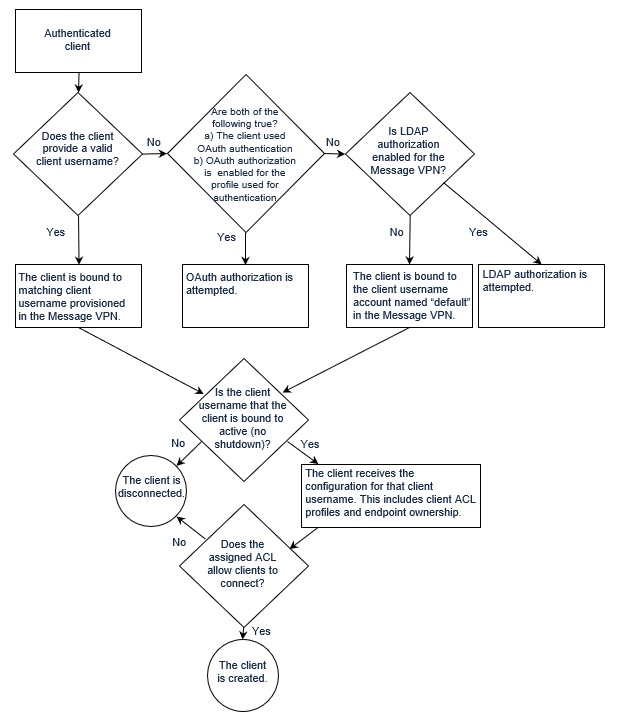 Authenticated
client
Does the client
provide a valid
client username?
No
Are both of the
following true?
a) The client used
OAuth authentication
b) OAuth authorization
is enabled for the
profile used for
authentication
No
Is LDAP
authorization
enabled for the
Message VPN?
Yes
Yes
No
Yes
The client is bound to
matching client
username provisioned
in the Message VPN.
OAuth authorization is
attempted.
The client is bound to
the client username
account named “default”
in the Message VPN.
LDAP authorization is
attempted.
Is the client
username that the
client is bound to
active (no
shutdown)?
No
Yes
The client is
disconnected.
The client receives the
configuration for that client
username. This includes client ACL
profiles and endpoint ownership.
No
Does the
assigned ACL
allow clients to
connect?
Yes
The client
is created.